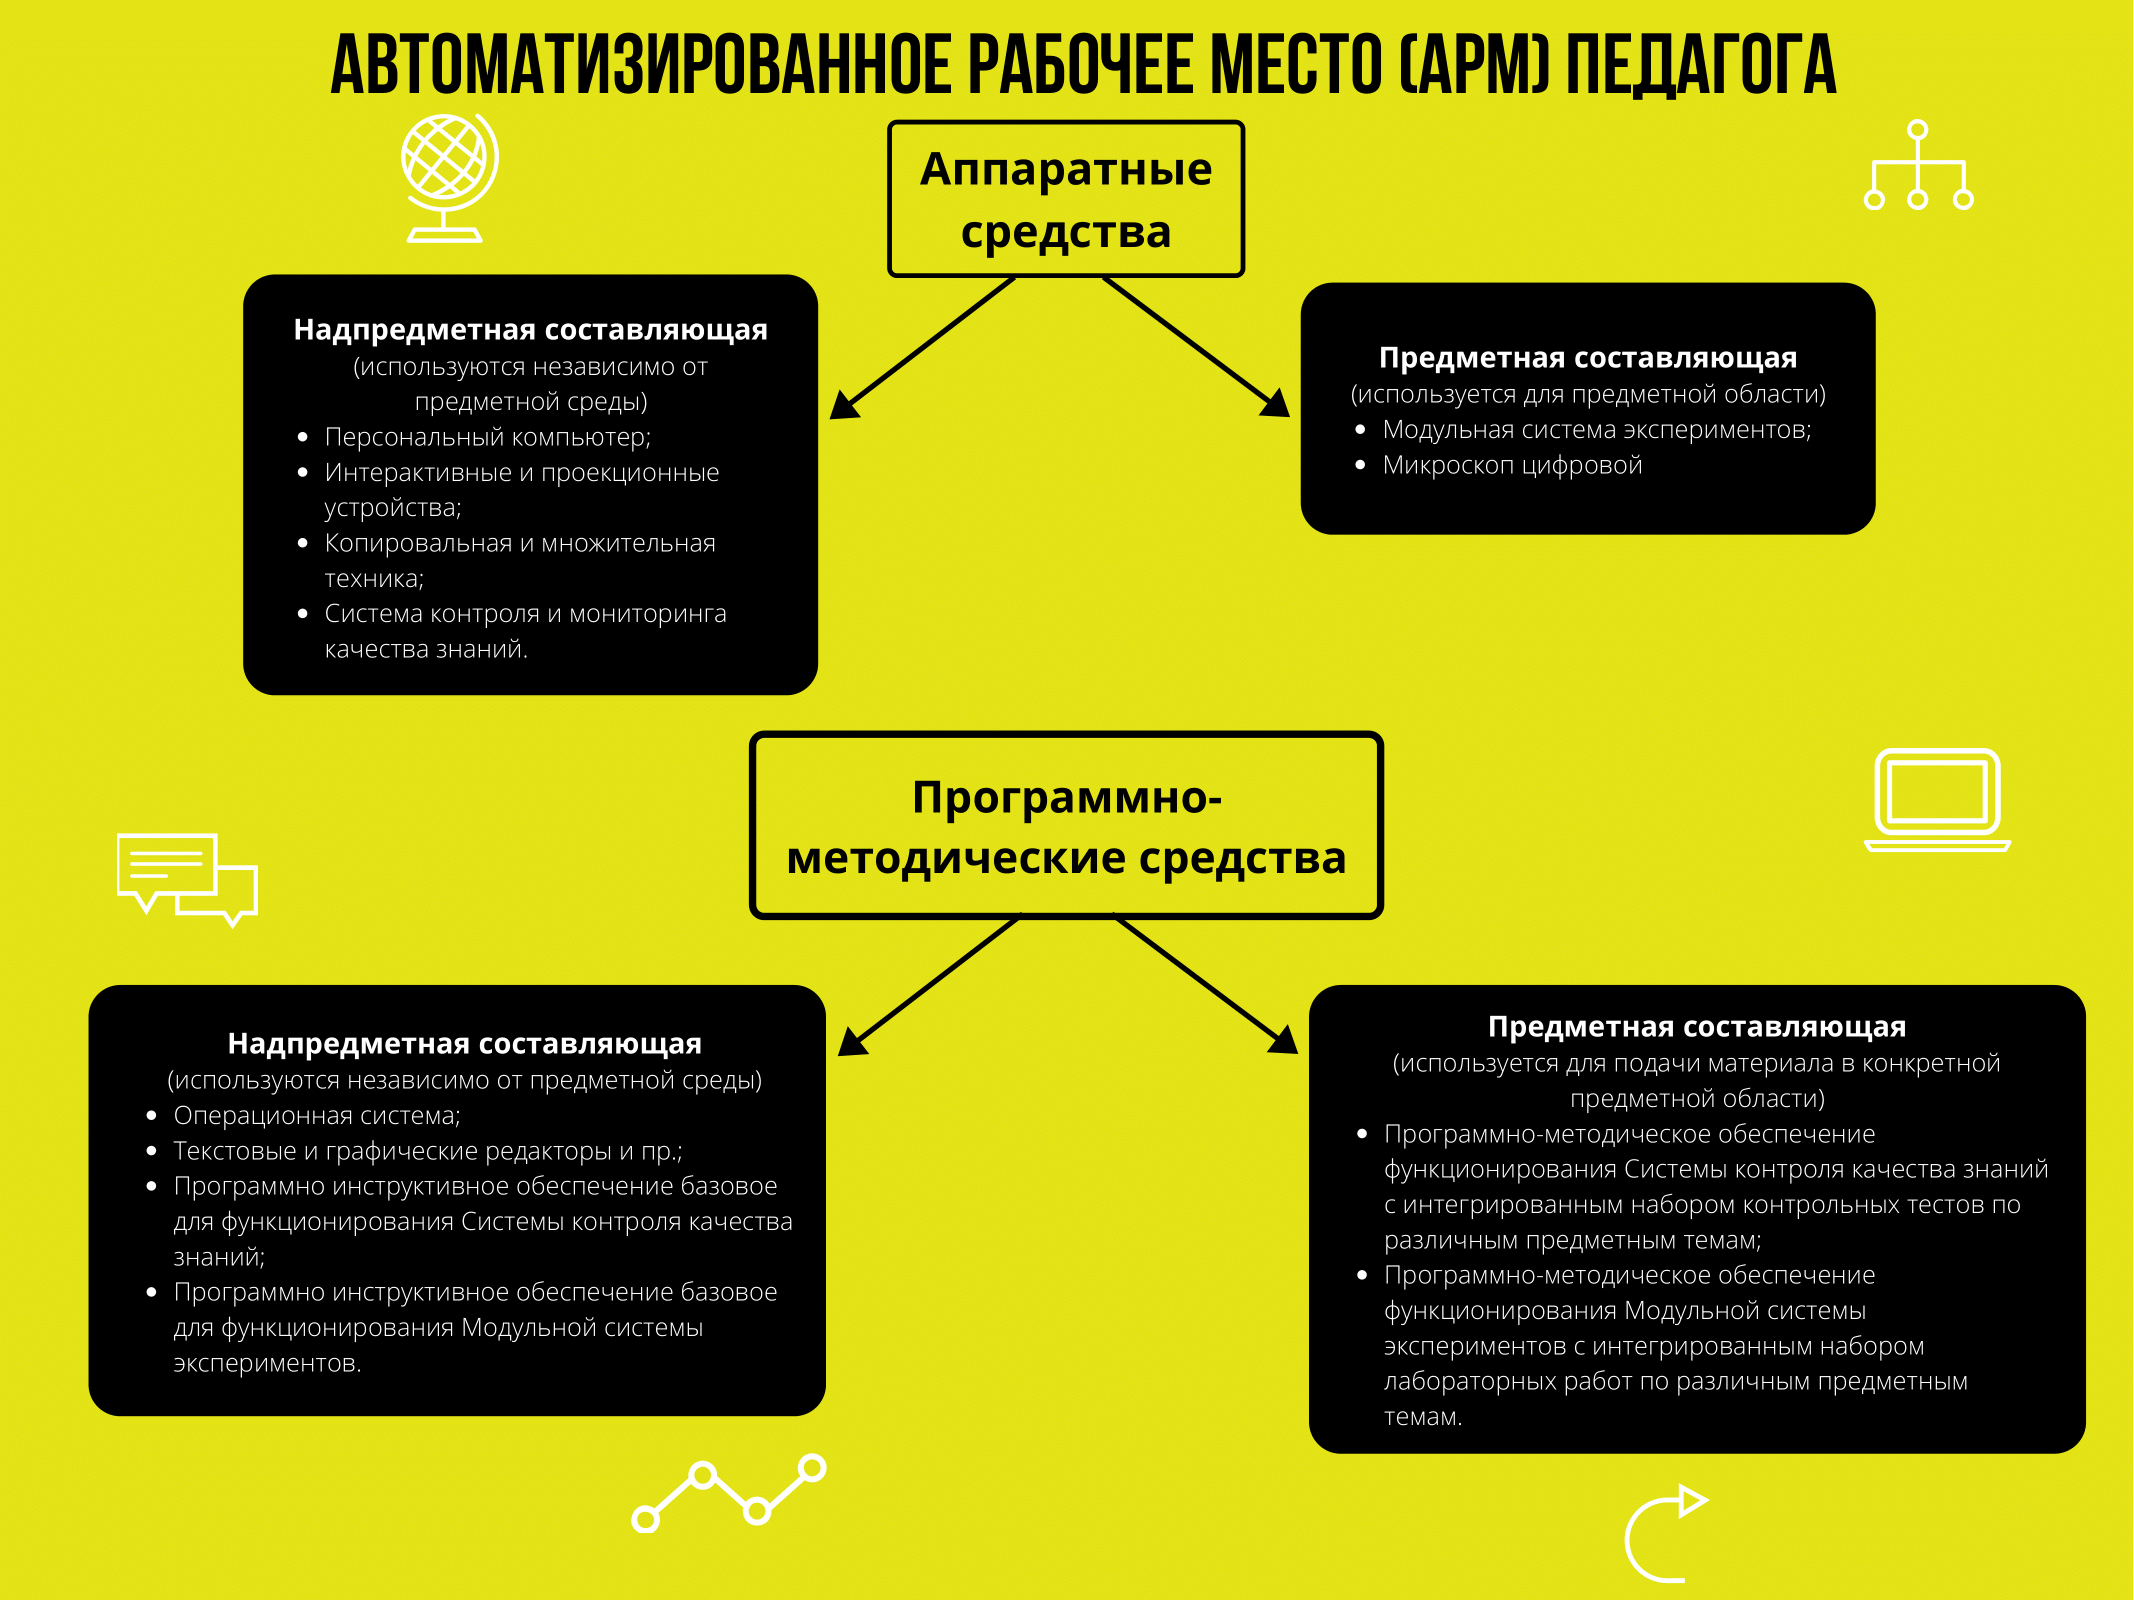 АВТОМАТИЗИРОВАННОЕ РАБОЧЕЕ МЕСТО (АРМ) ПЕДАГОГА
Аппаратные
средства
Надпредметная составляющая
(используются независимо от
предметной среды)
• Персональный компьютер;
• Интерактивные и проекционные
устройства;
• Копировальная и множительная
техника;
• Система контроля и мониторинга
качества знаний.
Предметная составляющая
(используется для предметной области)
• Модульная система экспериментов;
• Микроскоп цифровой
Программно-
методические средства
Надпредметная составляющая
(используются независимо от предметной среды)
• Операционная система;
• Текстовые и графические редакторы и пр.;
• Программно инструктивное обеспечение базовое
для функционирования Системы контроля качества
знаний;
• Программно инструктивное обеспечение базовое
для функционирования Модульной системы
экспериментов.
Предметная составляющая
(используется для подачи материала в конкретной
предметной области)
• Программно-методическое обеспечение
функционирования Системы контроля качества знаний
с интегрированным набором контрольных тестов по
различным предметным темам;
• Программно-методическое обеспечение
функционирования Модульной системы
экспериментов с интегрированным набором
лабораторных работ по различным предметным
темам.